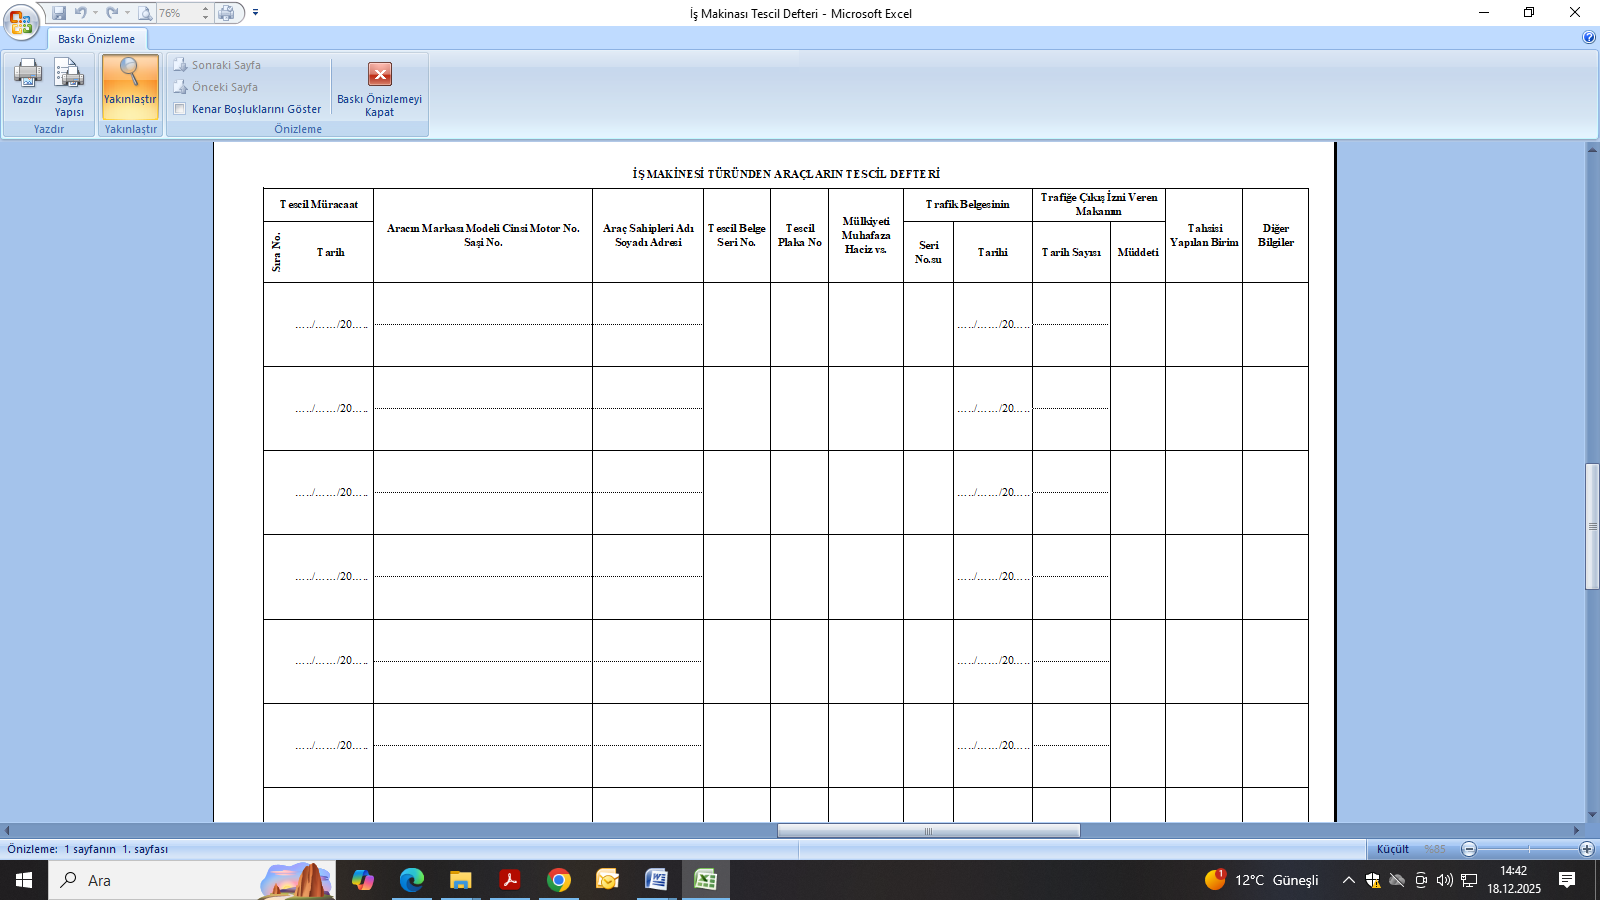 76%
İş Makinası Tescil Defteri - Microsoft Excel
Baskı Önizleme
Yazdır
Sayfa
Yapısı
Yakınlaştır
Sonraki Sayfa
Önceki Sayfa
Kenar Boşluklarını Göster
Baskı Önizlemeyi
Kapat
Yazdır
Yakınlaştır
Önizleme
İŞ MAKİNESİ TÜRÜNDEN ARAÇLARIN TESCİL DEFTERİ
Tescil Müracaat
Sıra No.
Tarih
Aracın Markası Modeli Cinsi Motor No.
Saşi No.
Araç Sahipleri Adı
Soyadı Adresi
Tescil Belge
Seri No.
Tescil
Plaka No
Mülkiyeti
Muhafaza
Haciz vs.
Trafik Belgesinin
Seri
No.su
Tarihi
Trafiğe Çıkış İzni Veren
Makamın
Tarih Sayısı
Müddeti
Tahsisi
Yapılan Birim
Diğer
Bilgiler
...../....../20..... ...../....../20.....
...../....../20..... ...../....../20.....
...../....../20..... ...../....../20.....
...../....../20..... ...../....../20.....
...../....../20..... ...../....../20.....
...../....../20..... ...../....../20.....
Önizleme: 1 sayfanın 1. sayfası
Küçült %85
Ara
1
12°C Güneşli
14:42
18.12.2025